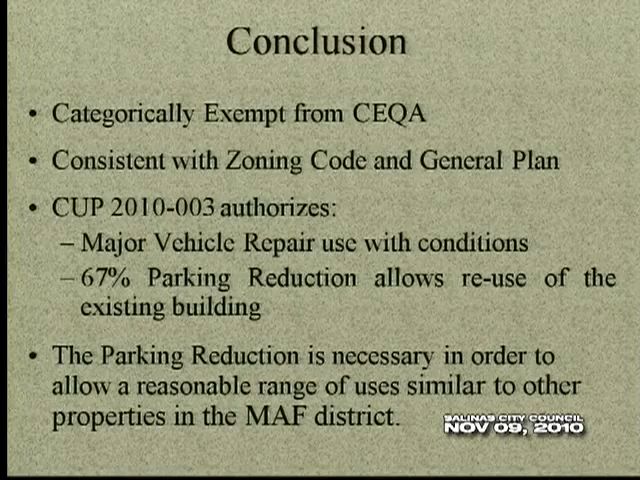 Conclusion
• Categorically Exempt from CEQA
• Consistent with Zoning Code and General Plan
• CUP 2010-003 authorizes:
– Major Vehicle Repair use with conditions
– 67% Parking Reduction allows re-use of the
existing building
• The Parking Reduction is necessary in order to
allow a reasonable range of uses similar to other
properties in the MAF district.
SALINAS CITY COUNCIL
NOV 09, 2010